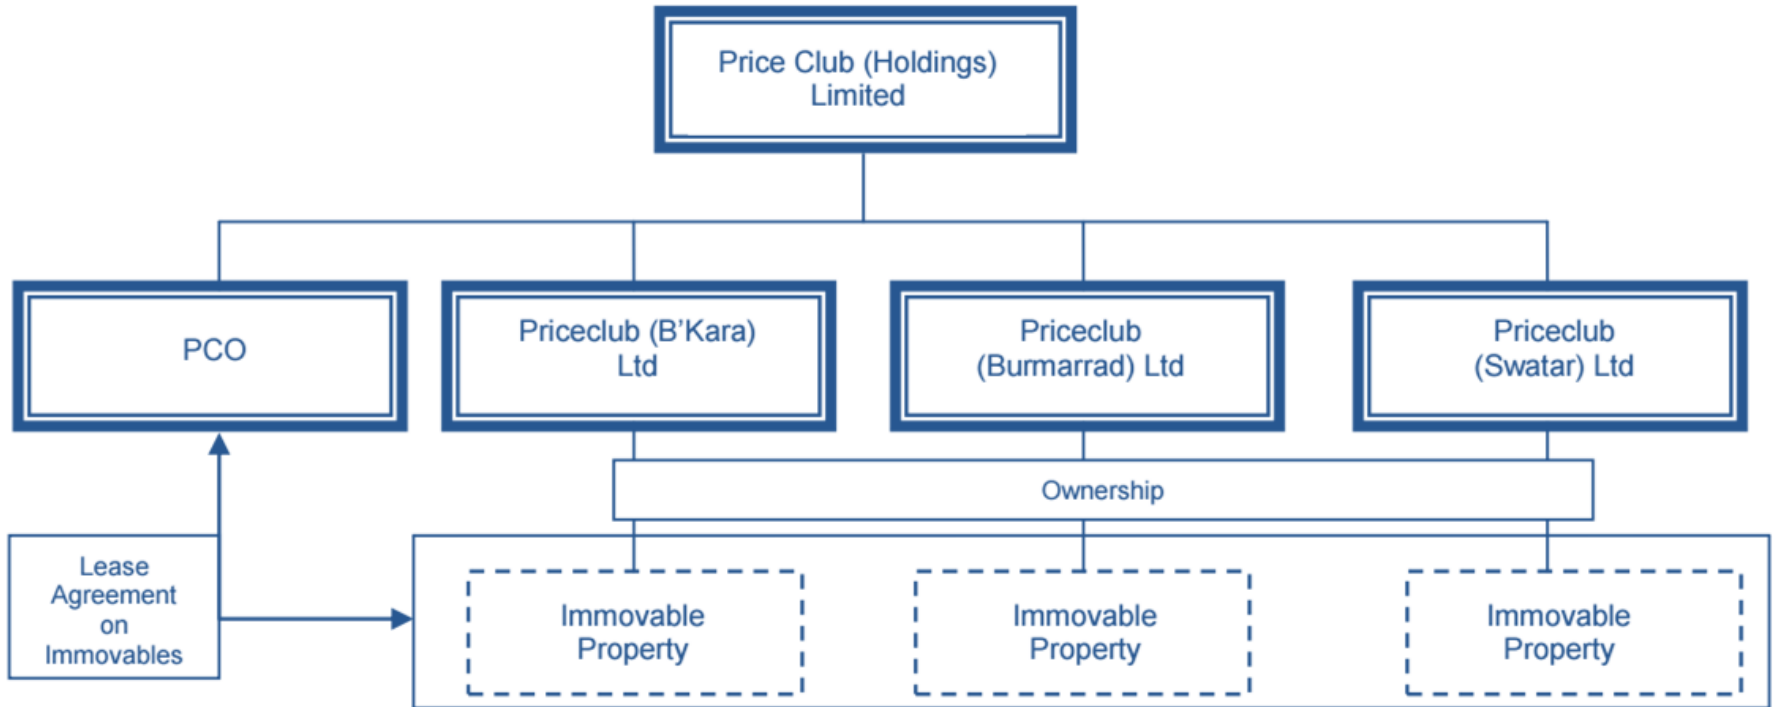 Price Club (Holdings)
Limited
PCO
Priceclub (B'Kara)
Ltd
Priceclub
(Burmarrad) Ltd
Priceclub
(Swatar) Ltd
Ownership
Lease
Agreement
on
Immovables
Immovable
Property
Immovable
Property
Immovable
Property